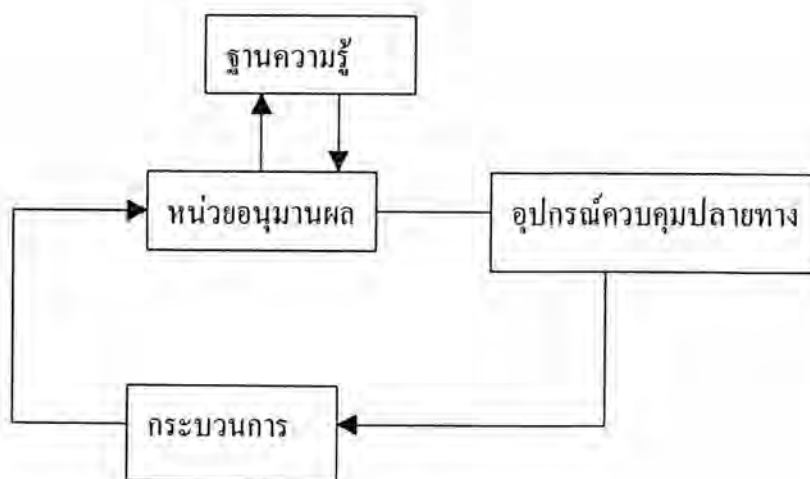 ฐานความรู้
หน่วยอนุมานผล
อุปกรณ์ควบคุมปลายทาง
กระบวนการ